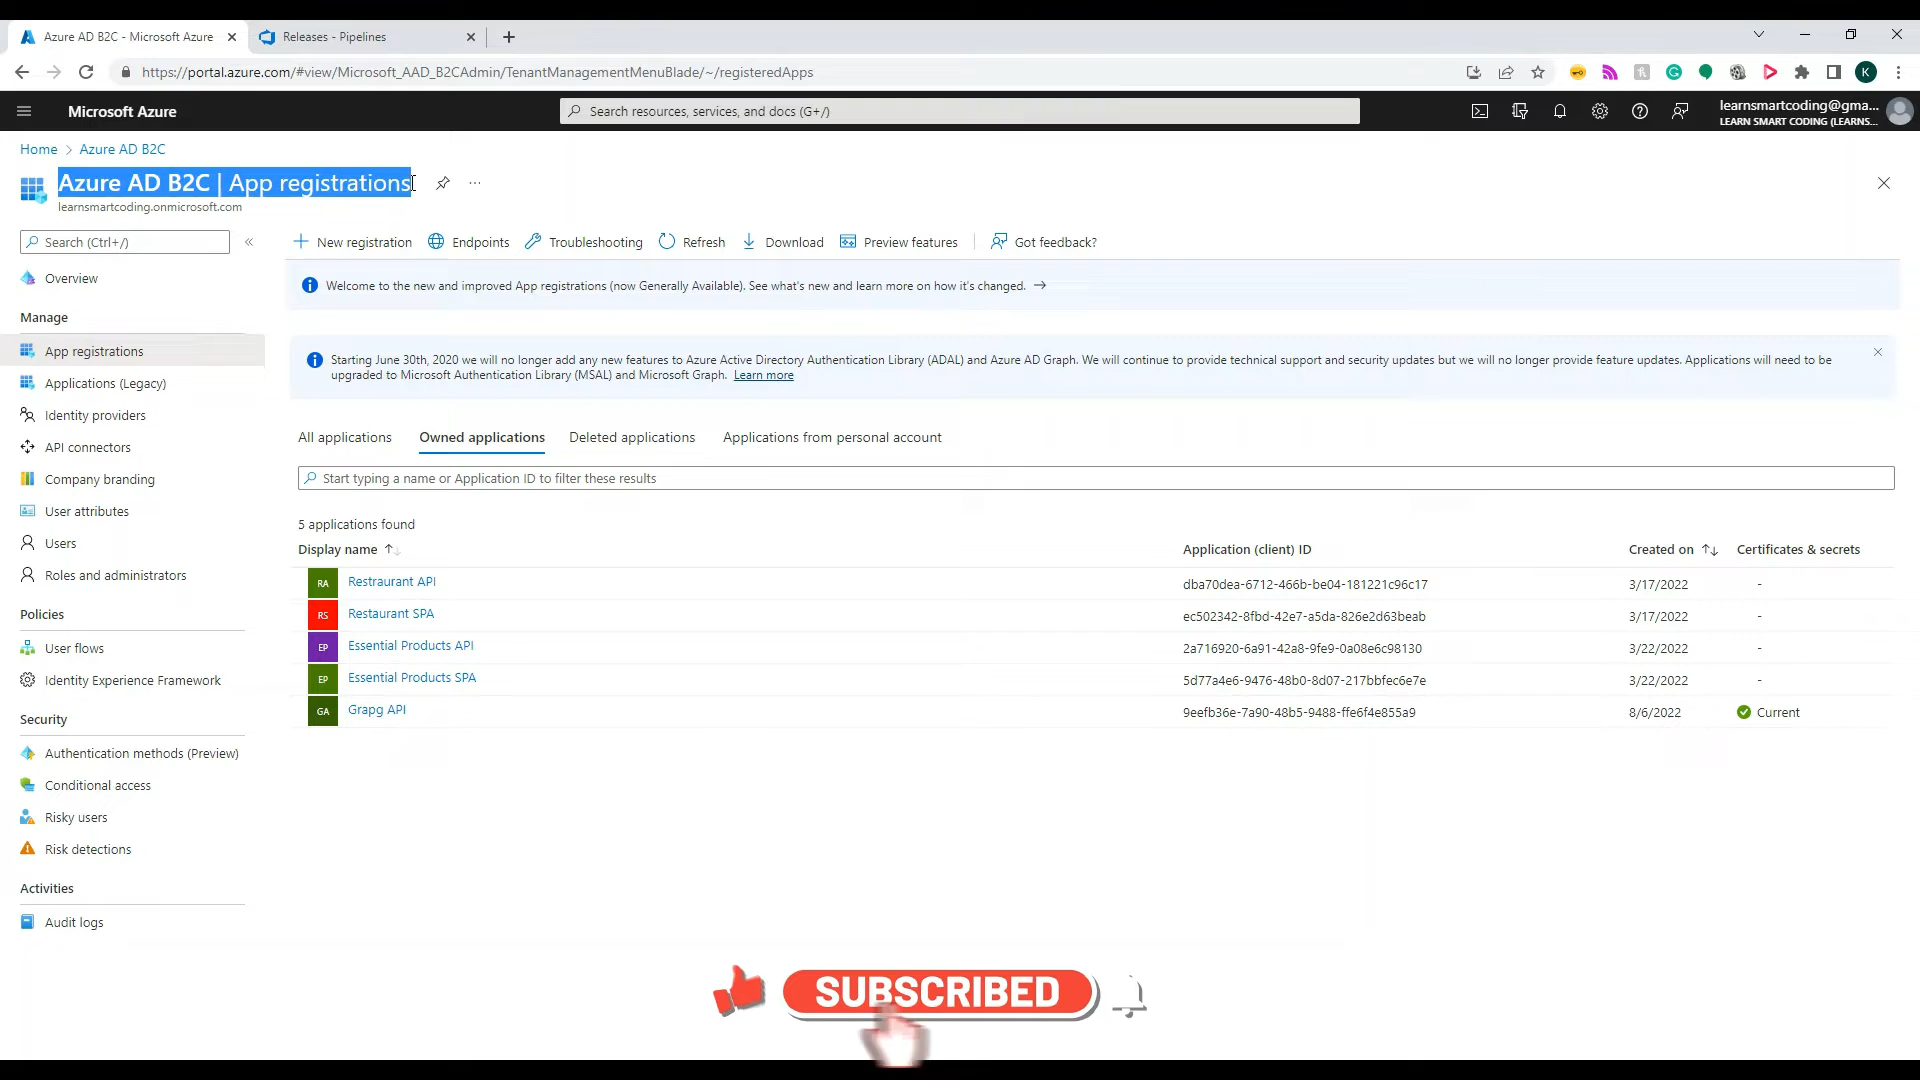 Azure AD B2C - Microsoft Azure
Releases - Pipelines
https://portal.azure.com/#view/Microsoft_AAD_B2CAdmin/TenantManagementMenuBlade/~/registeredApps
K
Microsoft Azure
Search resources, services, and docs (G+/)
learnsmartcoding@gma...
LEARN SMART CODING (LEARNS...
Home > Azure AD B2C
Azure AD B2C | App registrations
learnsmartcoding.onmicrosoft.com
Search (Ctrl+/)
New registration
Endpoints
Troubleshooting
Refresh
Download
Preview features
Got feedback?
Overview
Manage
App registrations
Applications (Legacy)
Identity providers
API connectors
Company branding
User attributes
Users
Roles and administrators
Policies
User flows
Identity Experience Framework
Security
Authentication methods (Preview)
Conditional access
Risky users
Risk detections
Activities
Audit logs
Welcome to the new and improved App registrations (now Generally Available). See what's new and learn more on how it's changed.
Starting June 30th, 2020 we will no longer add any new features to Azure Active Directory Authentication Library (ADAL) and Azure AD Graph. We will continue to provide technical support and security updates but we will no longer provide feature updates. Applications will need to be
upgraded to Microsoft Authentication Library (MSAL) and Microsoft Graph. Learn more
All applications
Owned applications
Deleted applications
Applications from personal account
Start typing a name or Application ID to filter these results
5 applications found
Display name Application (client) ID Created on Certificates & secrets
RA Restraurant API dba70dea-6712-466b-be04-181221c96c17 3/17/2022 -
RS Restaurant SPA ec502342-8fbd-42e7-a5da-826e2d63beab 3/17/2022 -
EP Essential Products API 2a716920-6a91-42a8-9fe9-0a08e6c98130 3/22/2022 -
EP Essential Products SPA 5d77a4e6-9476-48b0-8d07-217bbfec6e7e 3/22/2022 -
GA Grapg API 9eefb36e-7a90-48b5-9488-ffe6f4e855a9 8/6/2022 Current
SUBSCRIBED